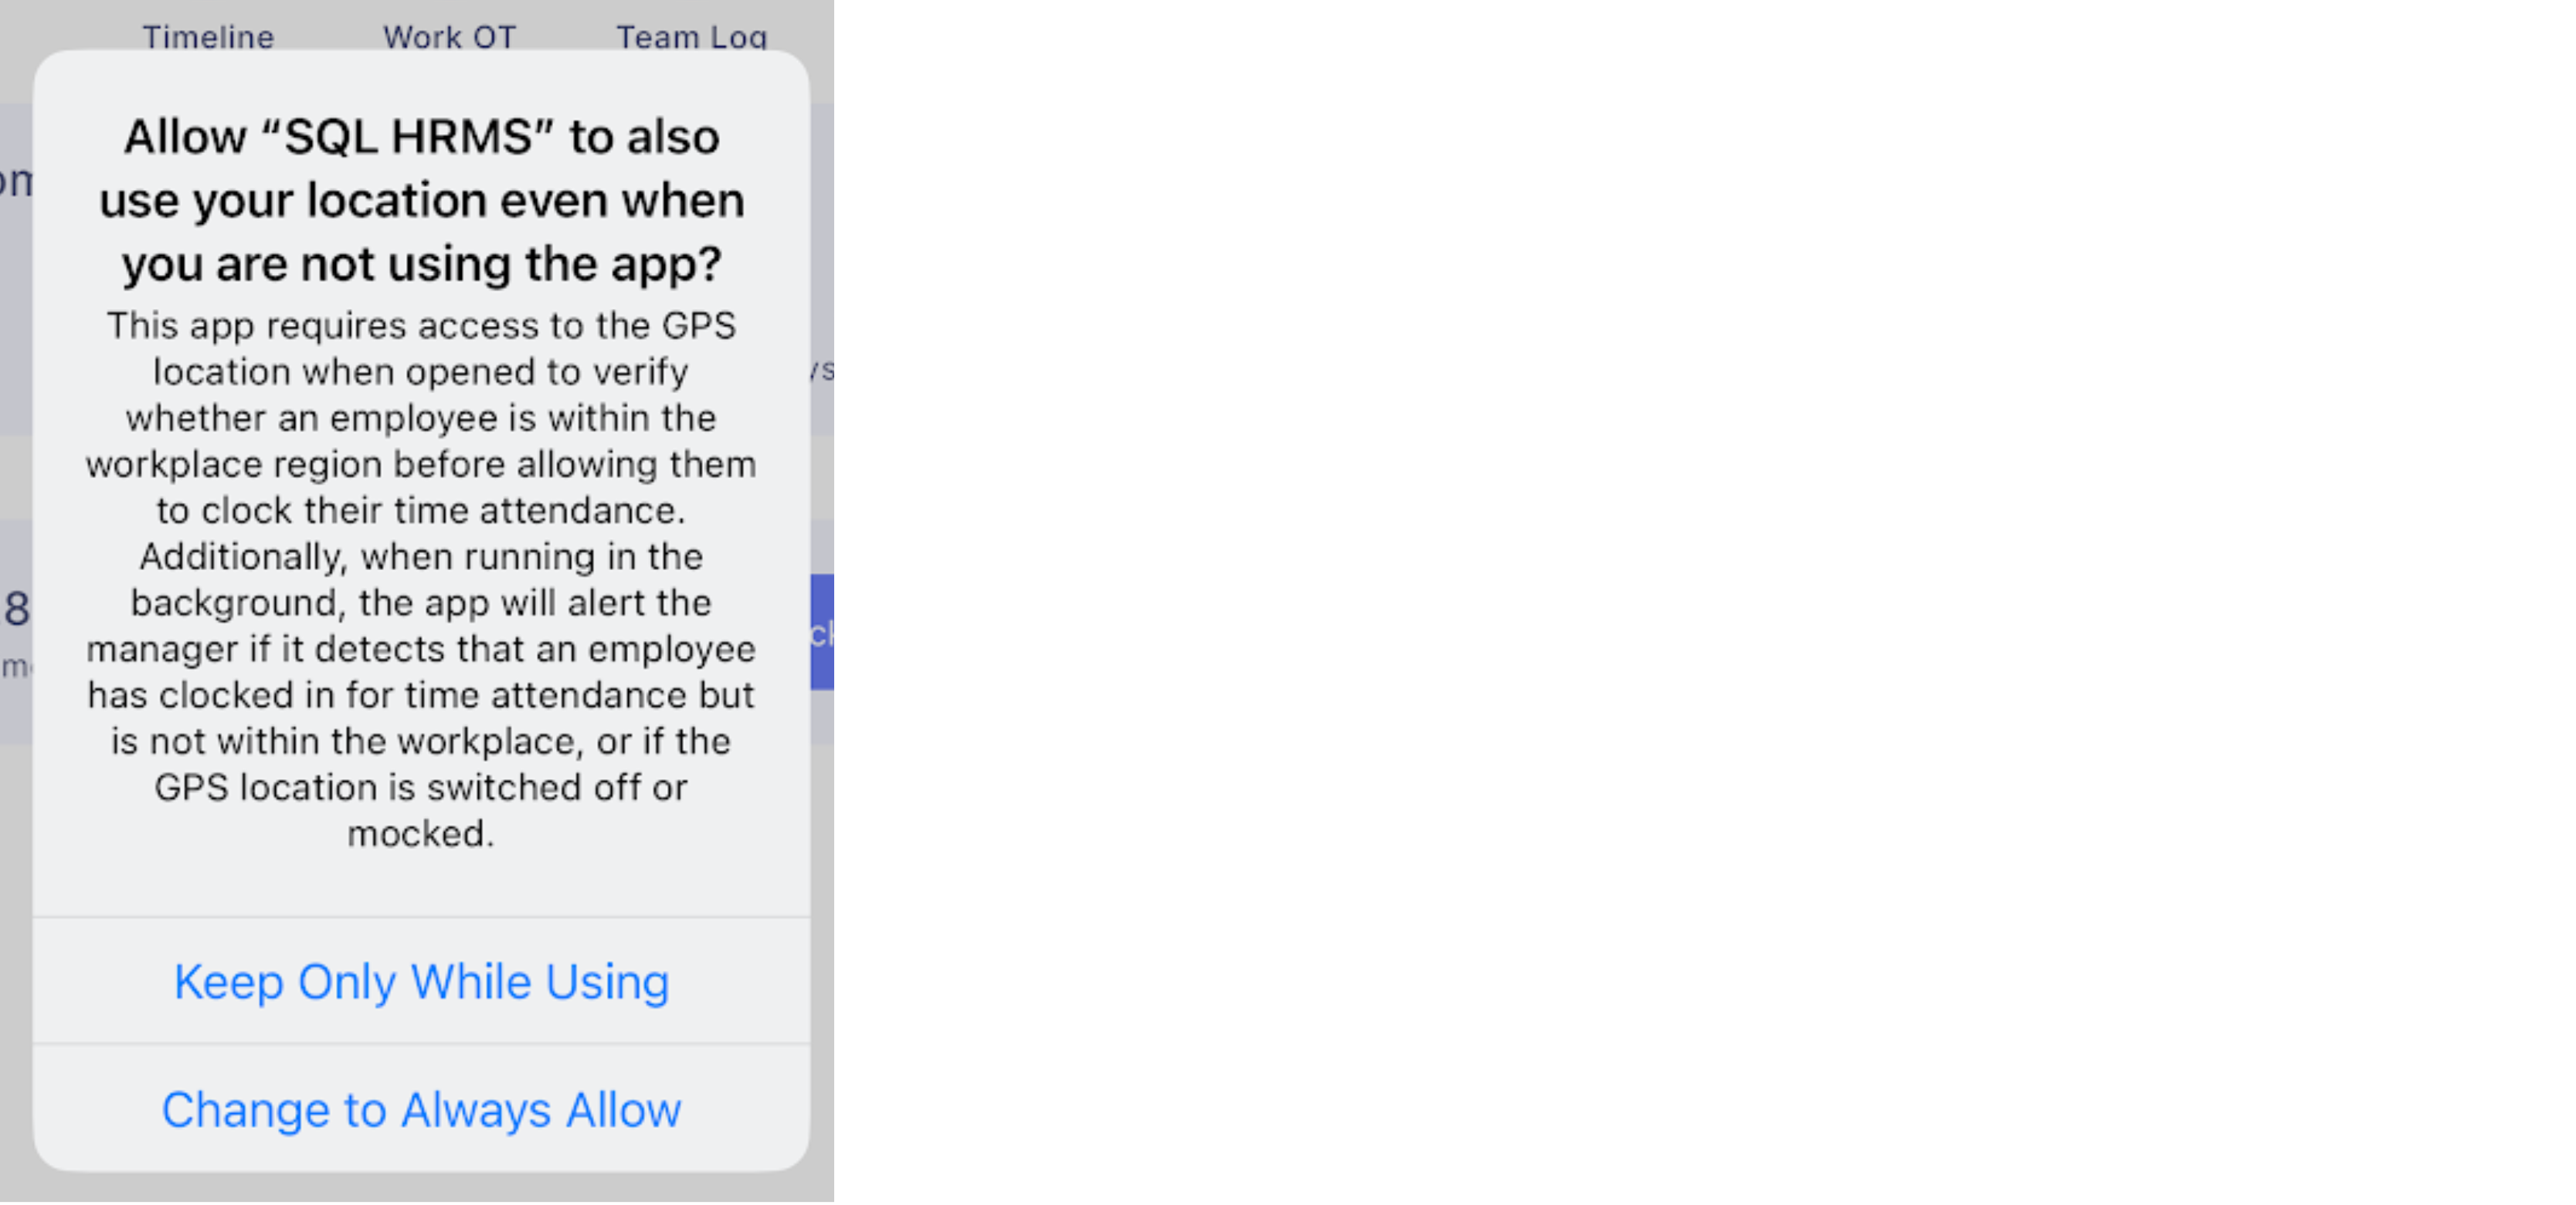 Timeline Work OT Team Log
Allow “SQL HRMS” to also
use your location even when
you are not using the app?
This app requires access to the GPS
location when opened to verify
whether an employee is within the
workplace region before allowing them
to clock their time attendance.
Additionally, when running in the
background, the app will alert the
manager if it detects that an employee
has clocked in for time attendance but
is not within the workplace, or if the
GPS location is switched off or
mocked.
8
Keep Only While Using
Change to Always Allow